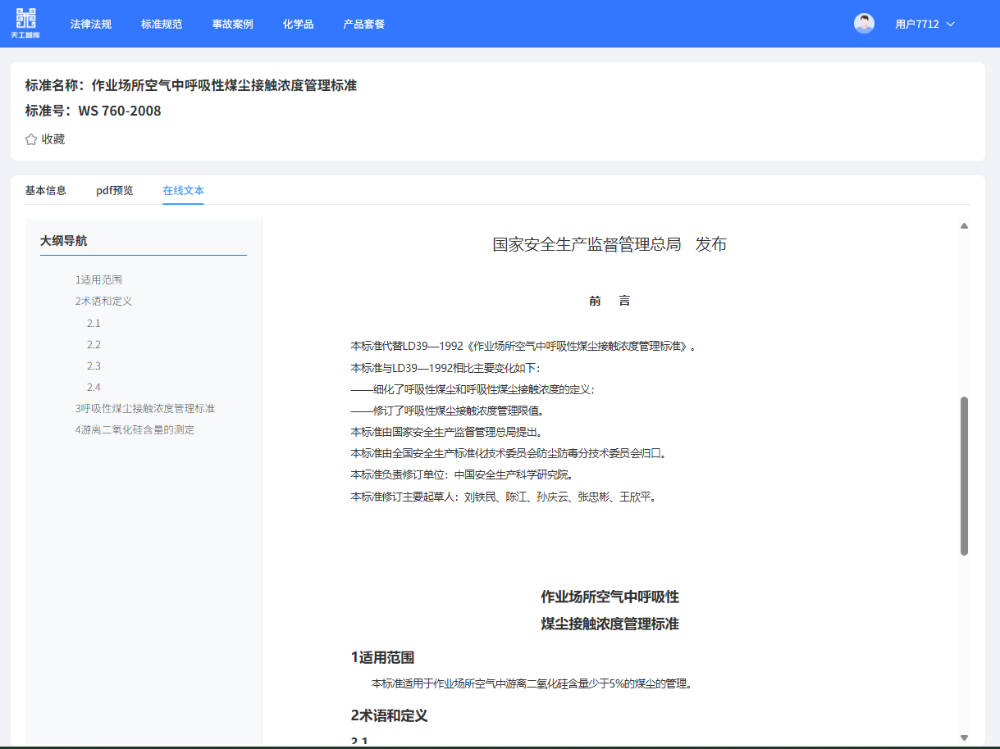 天工智库
法律法规 标准规范 事故案例 化学品 产品套餐 用户7712
标准名称：作业场所空气中呼吸性煤尘接触浓度管理标准
标准号：WS 760-2008
收藏
基本信息 pdf预览 在线文本
大纲导航
1适用范围
2术语和定义
2.1
2.2
2.3
2.4
3呼吸性煤尘接触浓度管理标准
4游离二氧化硅含量的测定
国家安全生产监督管理总局 发布
前 言
本标准代替LD39—1992《作业场所空气中呼吸性煤尘接触浓度管理标准》。
本标准与LD39—1992相比主要变化如下：
——细化了呼吸性煤尘和呼吸性煤尘接触浓度的定义；
——修订了呼吸性煤尘接触浓度管理限值。
本标准由国家安全生产监督管理总局提出。
本标准由全国安全生产标准化技术委员会防尘防毒分技术委员会归口。
本标准负责修订单位：中国安全生产科学研究院。
本标准修订主要起草人：刘铁民、陈江、孙庆云、张忠彬、王欣平。
作业场所空气中呼吸性
煤尘接触浓度管理标准
1适用范围
本标准适用于作业场所空气中游离二氧化硅含量少于5%的煤尘的管理。
2术语和定义
2.1